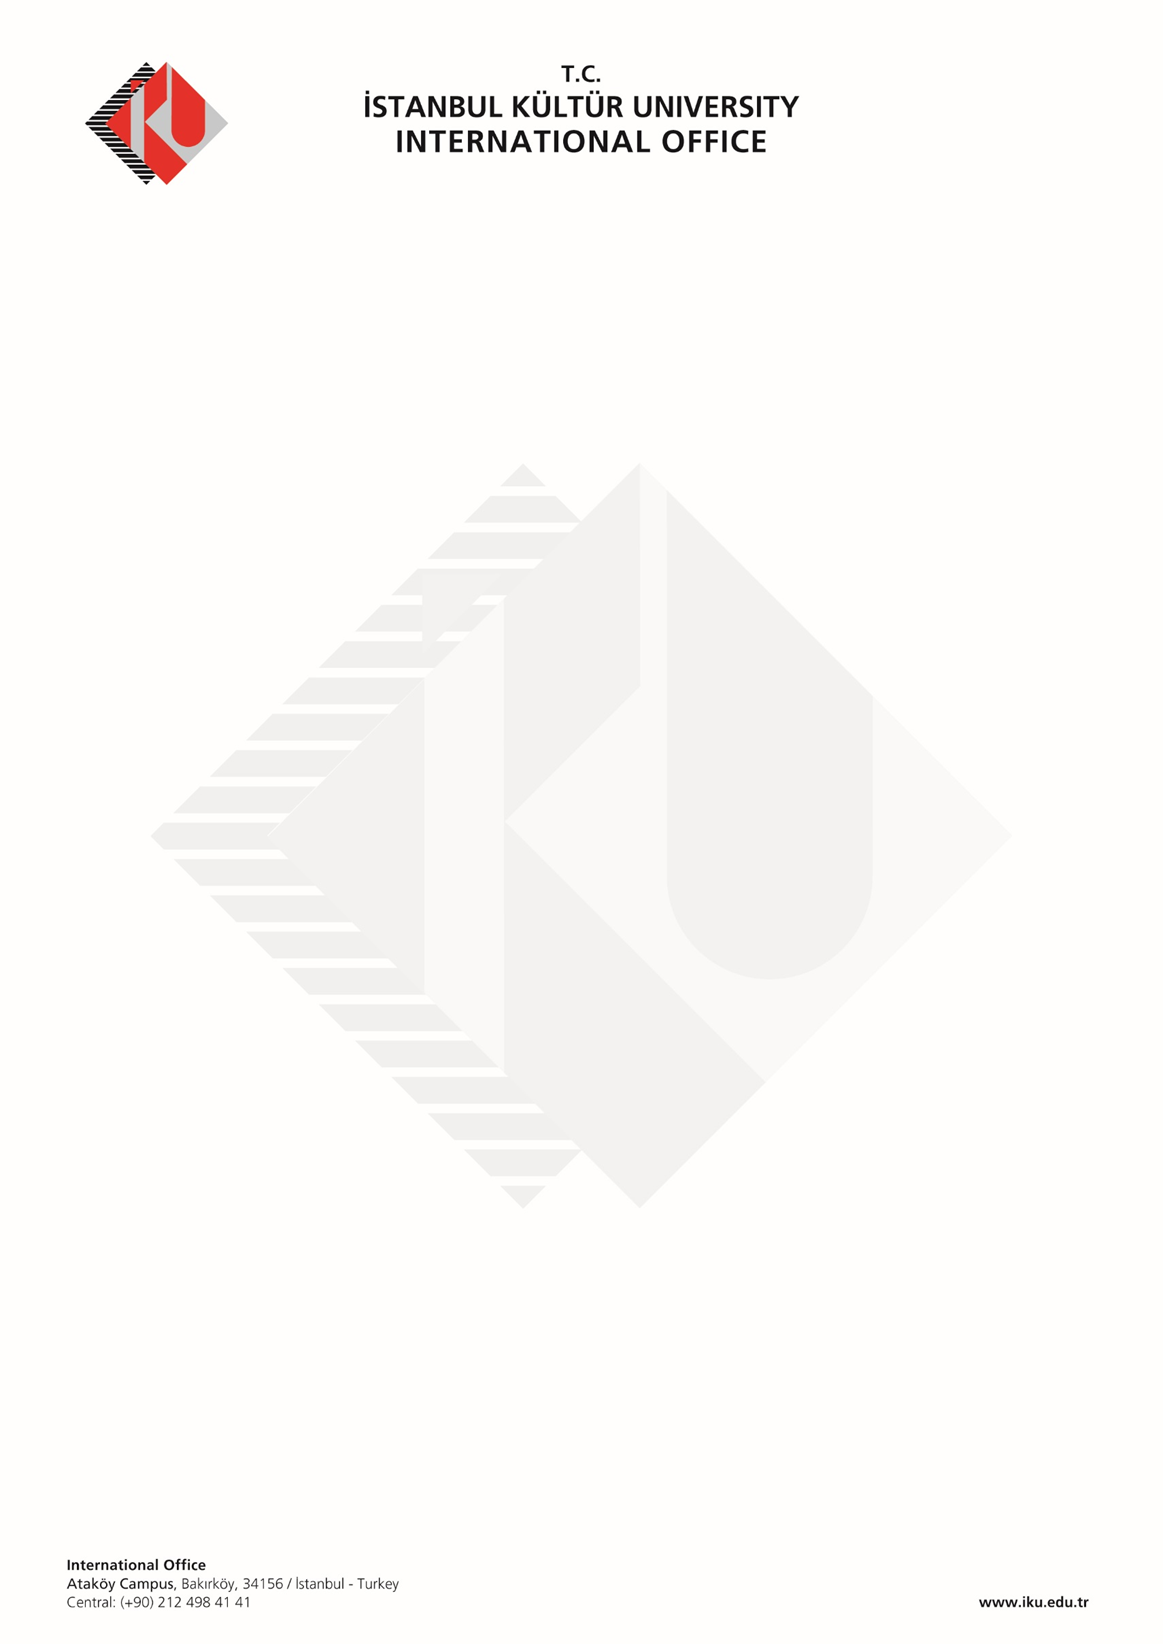 T.C.
İSTANBUL KÜLTÜR UNIVERSITY
INTERNATIONAL OFFICE
International Office
Ataköy Campus, Bakırköy, 34156 / İstanbul - Turkey
Central: (+90) 212 498 41 41
www.iku.edu.tr